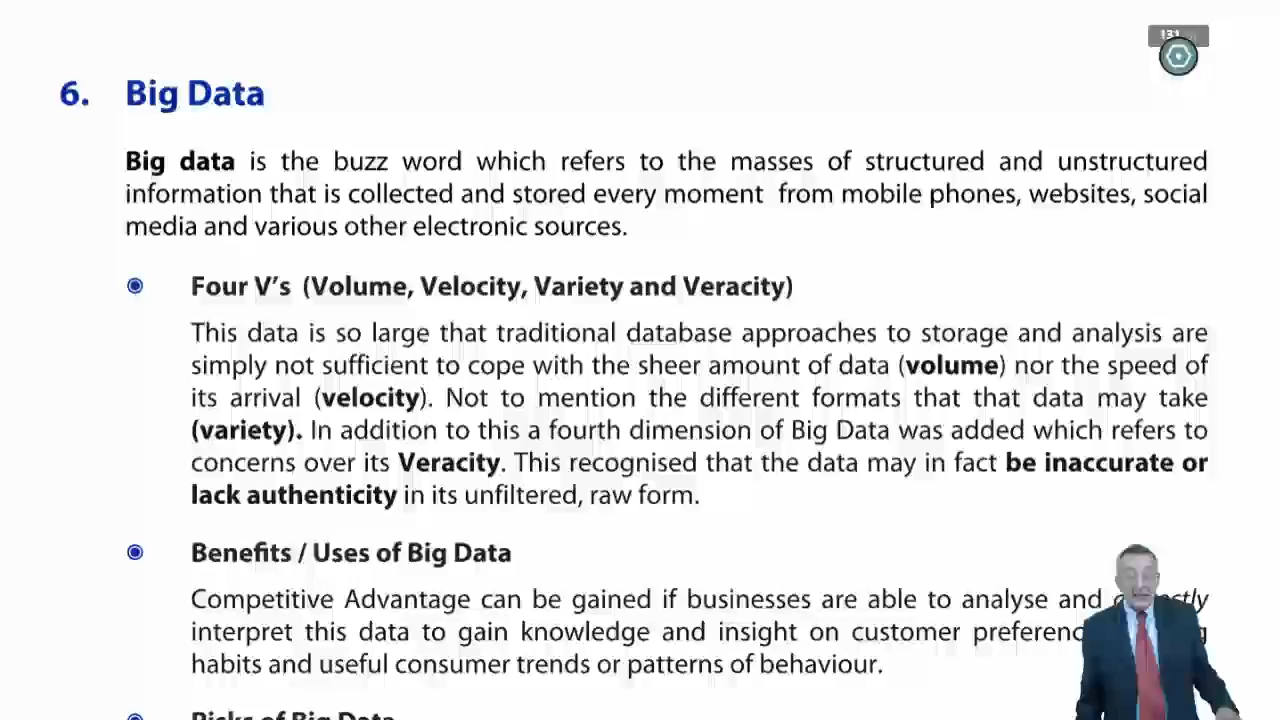 131
6. Big Data
Big data is the buzz word which refers to the masses of structured and unstructured
information that is collected and stored every moment from mobile phones, websites, social
media and various other electronic sources.
Four V's (Volume, Velocity, Variety and Veracity)
This data is so large that traditional database approaches to storage and analysis are
simply not sufficient to cope with the sheer amount of data (volume) nor the speed of
its arrival (velocity). Not to mention the different formats that that data may take
(variety). In addition to this a fourth dimension of Big Data was added which refers to
concerns over its Veracity. This recognised that the data may in fact be inaccurate or
lack authenticity in its unfiltered, raw form.
Benefits / Uses of Big Data
Competitive Advantage can be gained if businesses are able to analyse and
interpret this data to gain knowledge and insight on customer
habits and useful consumer trends or patterns of behaviour.
Risks of Big Data